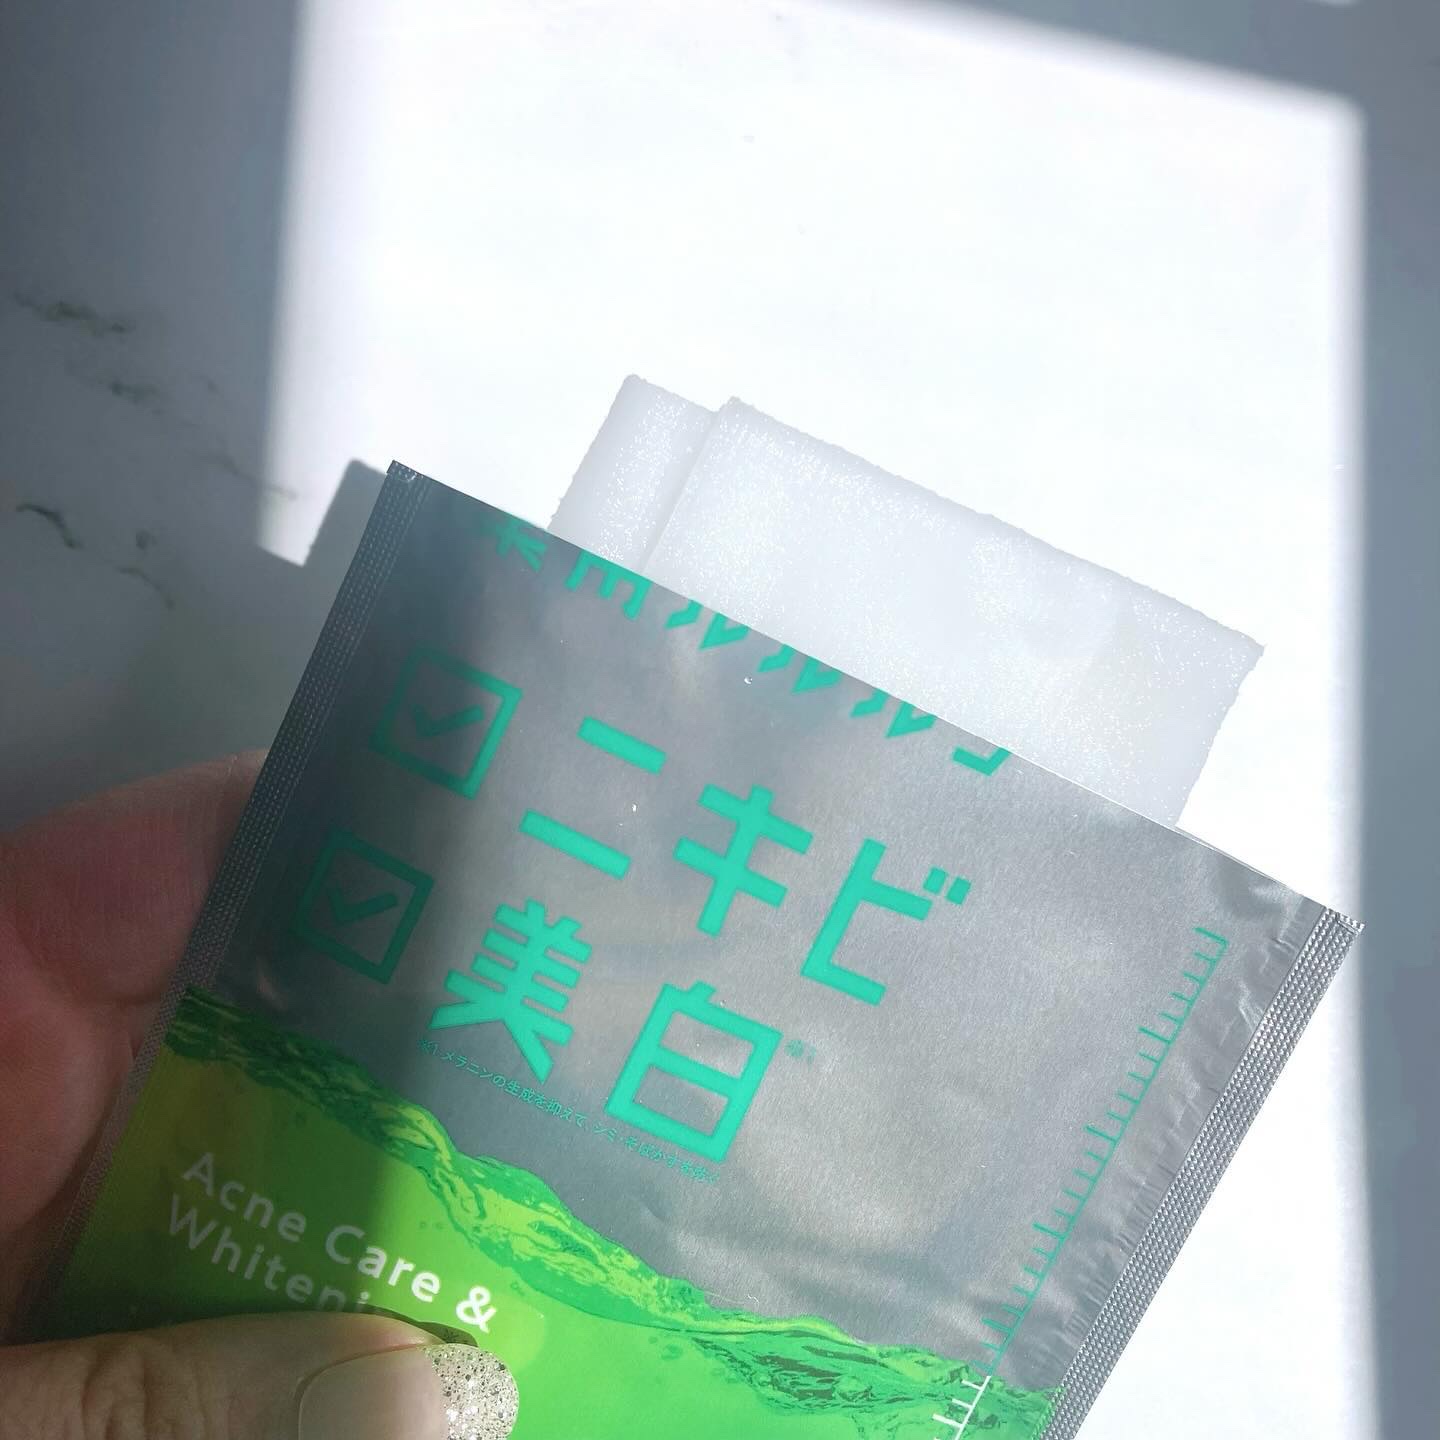 ニキビ
美白※1
※1.メラニンの生成を抑えて、シミ・そばかすを防ぐ
Acne Care &